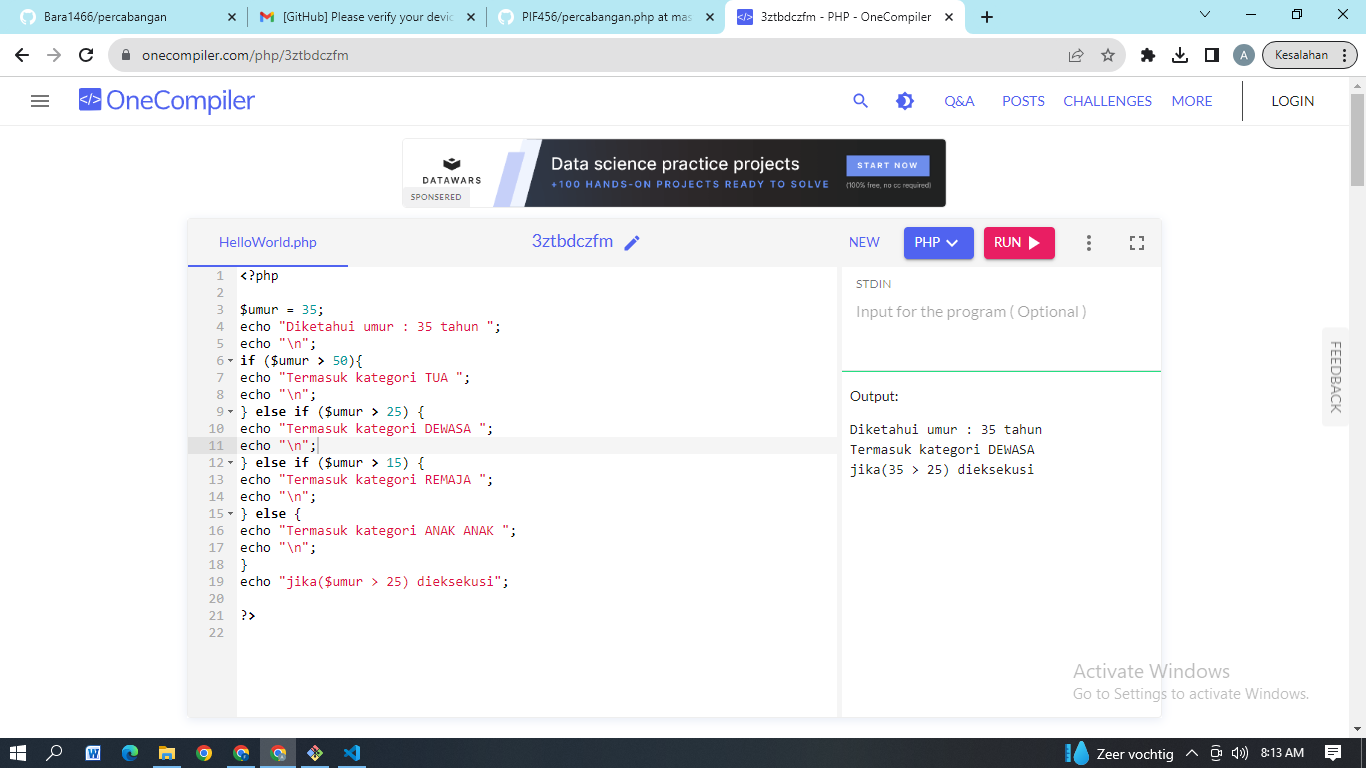 Bara1466/percabangan
[GitHub] Please verify your devic
PIF456/percabangan.php at mas
3ztbdczfm - PHP - OneCompiler
onecompiler.com/php/3ztbdczfm
A
Kesalahan
</> OneCompiler
Q&A
POSTS
CHALLENGES
MORE
LOGIN
DATAWARS
SPONSERED
Data science practice projects
+100 HANDS-ON PROJECTS READY TO SOLVE
START NOW
(100% free, no cc required)
HelloWorld.php
3ztbdczfm
NEW
PHP
RUN
1 <?php
2
3 $umur = 35;
4 echo "Diketahui umur : 35 tahun ";
5 echo "\n";
6 if ($umur > 50){
7 echo "Termasuk kategori TUA ";
8 echo "\n";
9 } else if ($umur > 25) {
10 echo "Termasuk kategori DEWASA ";
11 echo "\n";
12 } else if ($umur > 15) {
13 echo "Termasuk kategori REMAJA ";
14 echo "\n";
15 } else {
16 echo "Termasuk kategori ANAK ANAK ";
17 echo "\n";
18 }
19 echo "jika($umur > 25) dieksekusi";
20
21 ?>
22
STDIN
Input for the program ( Optional )
Output:
Diketahui umur : 35 tahun
Termasuk kategori DEWASA
jika(35 > 25) dieksekusi
FEEDBACK
Activate Windows
Go to Settings to activate Windows.
Zeer vochtig
8:13 AM